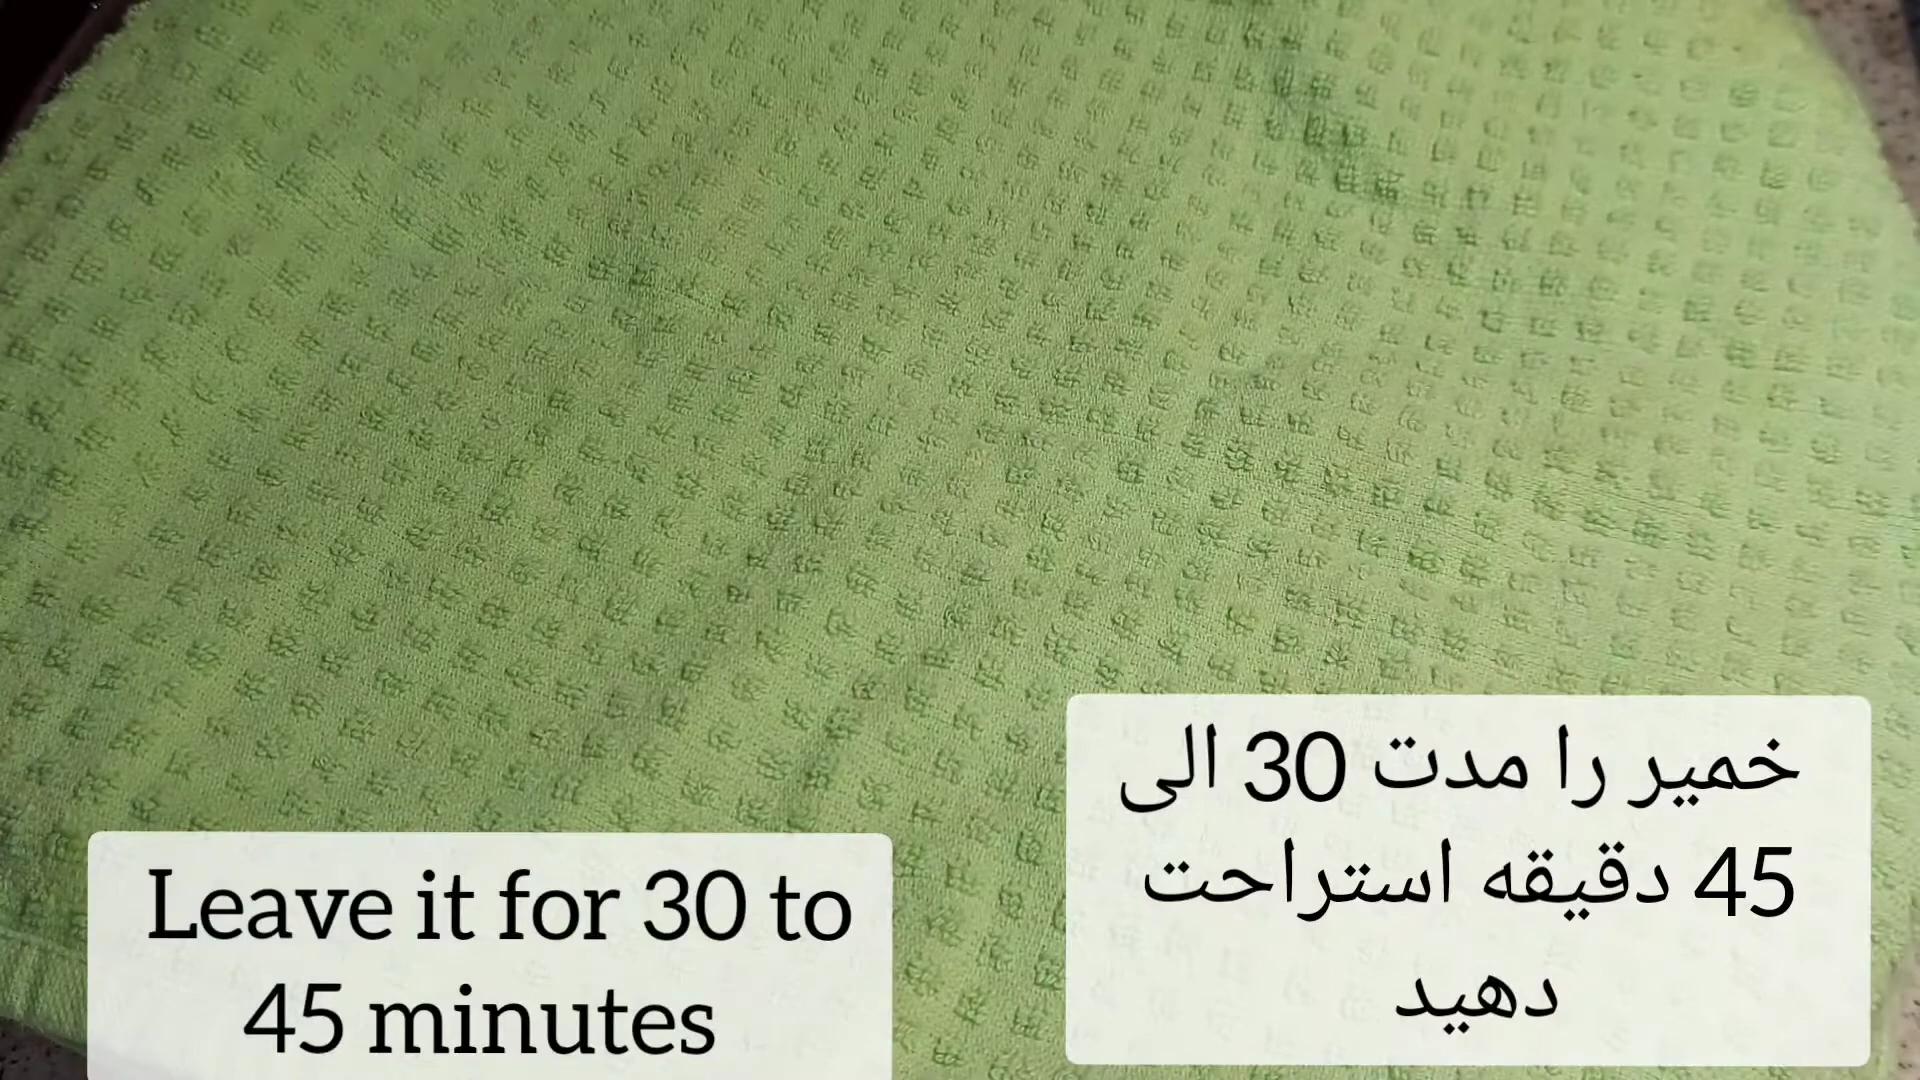 Leave it for 30 to
45 minutes
خمیر را مدت 30 الی
45 دقیقه استراحت
دهید